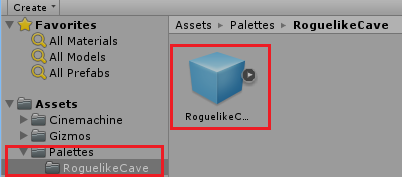 Create
Favorites
All Materials
All Models
All Prefabs
Assets
Cinemachine
Gizmos
Palettes
RoguelikeCave
Assets Palettes RoguelikeCave
RoguelikeC...